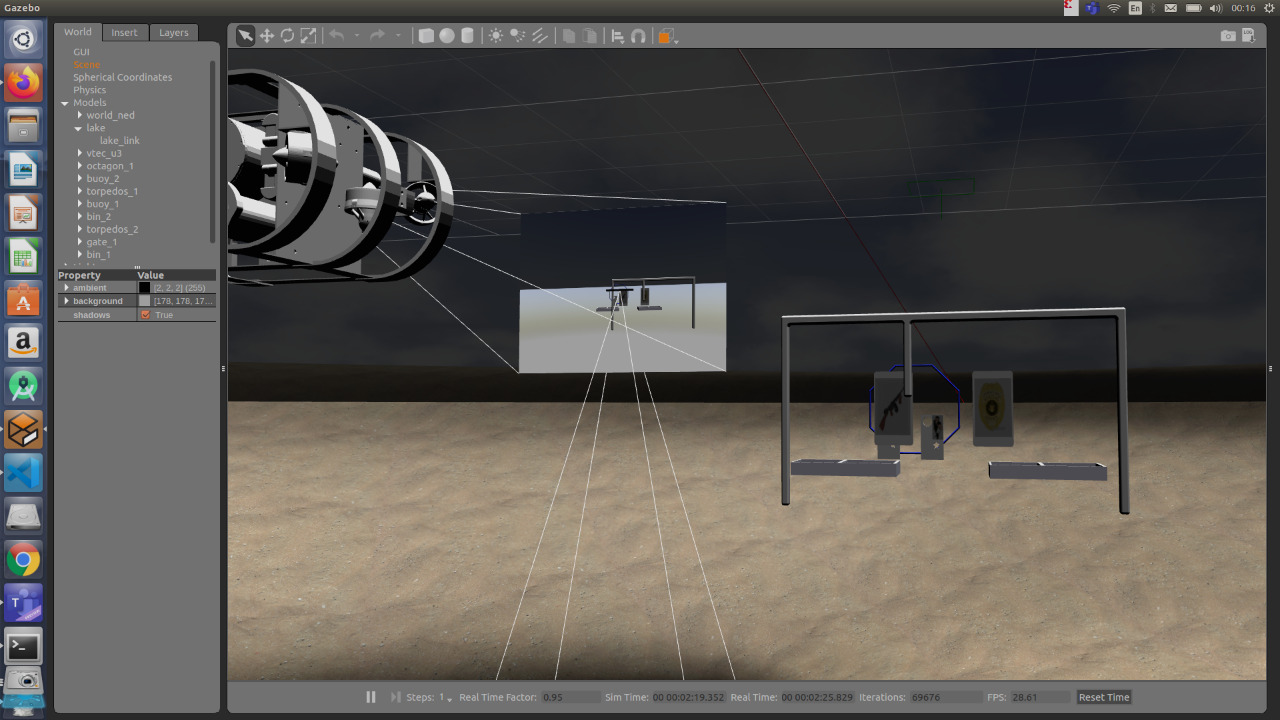 Gazebo
En
00:16
World
Insert
Layers
GUI
Scene
Spherical Coordinates
Physics
Models
world_ned
lake
lake_link
vtec_u3
octagon_1
buoy_2
torpedos_1
buoy_1
bin_2
torpedos_2
gate_1
bin_1
Property Value
ambient [2, 2, 2] (255)
background [178, 178, 17...
shadows True
Steps: 1 Real Time Factor: 0.95 Sim Time: 00 00:02:19.352 Real Time: 00 00:02:25.829 Iterations: 69676 FPS: 28.61 Reset Time